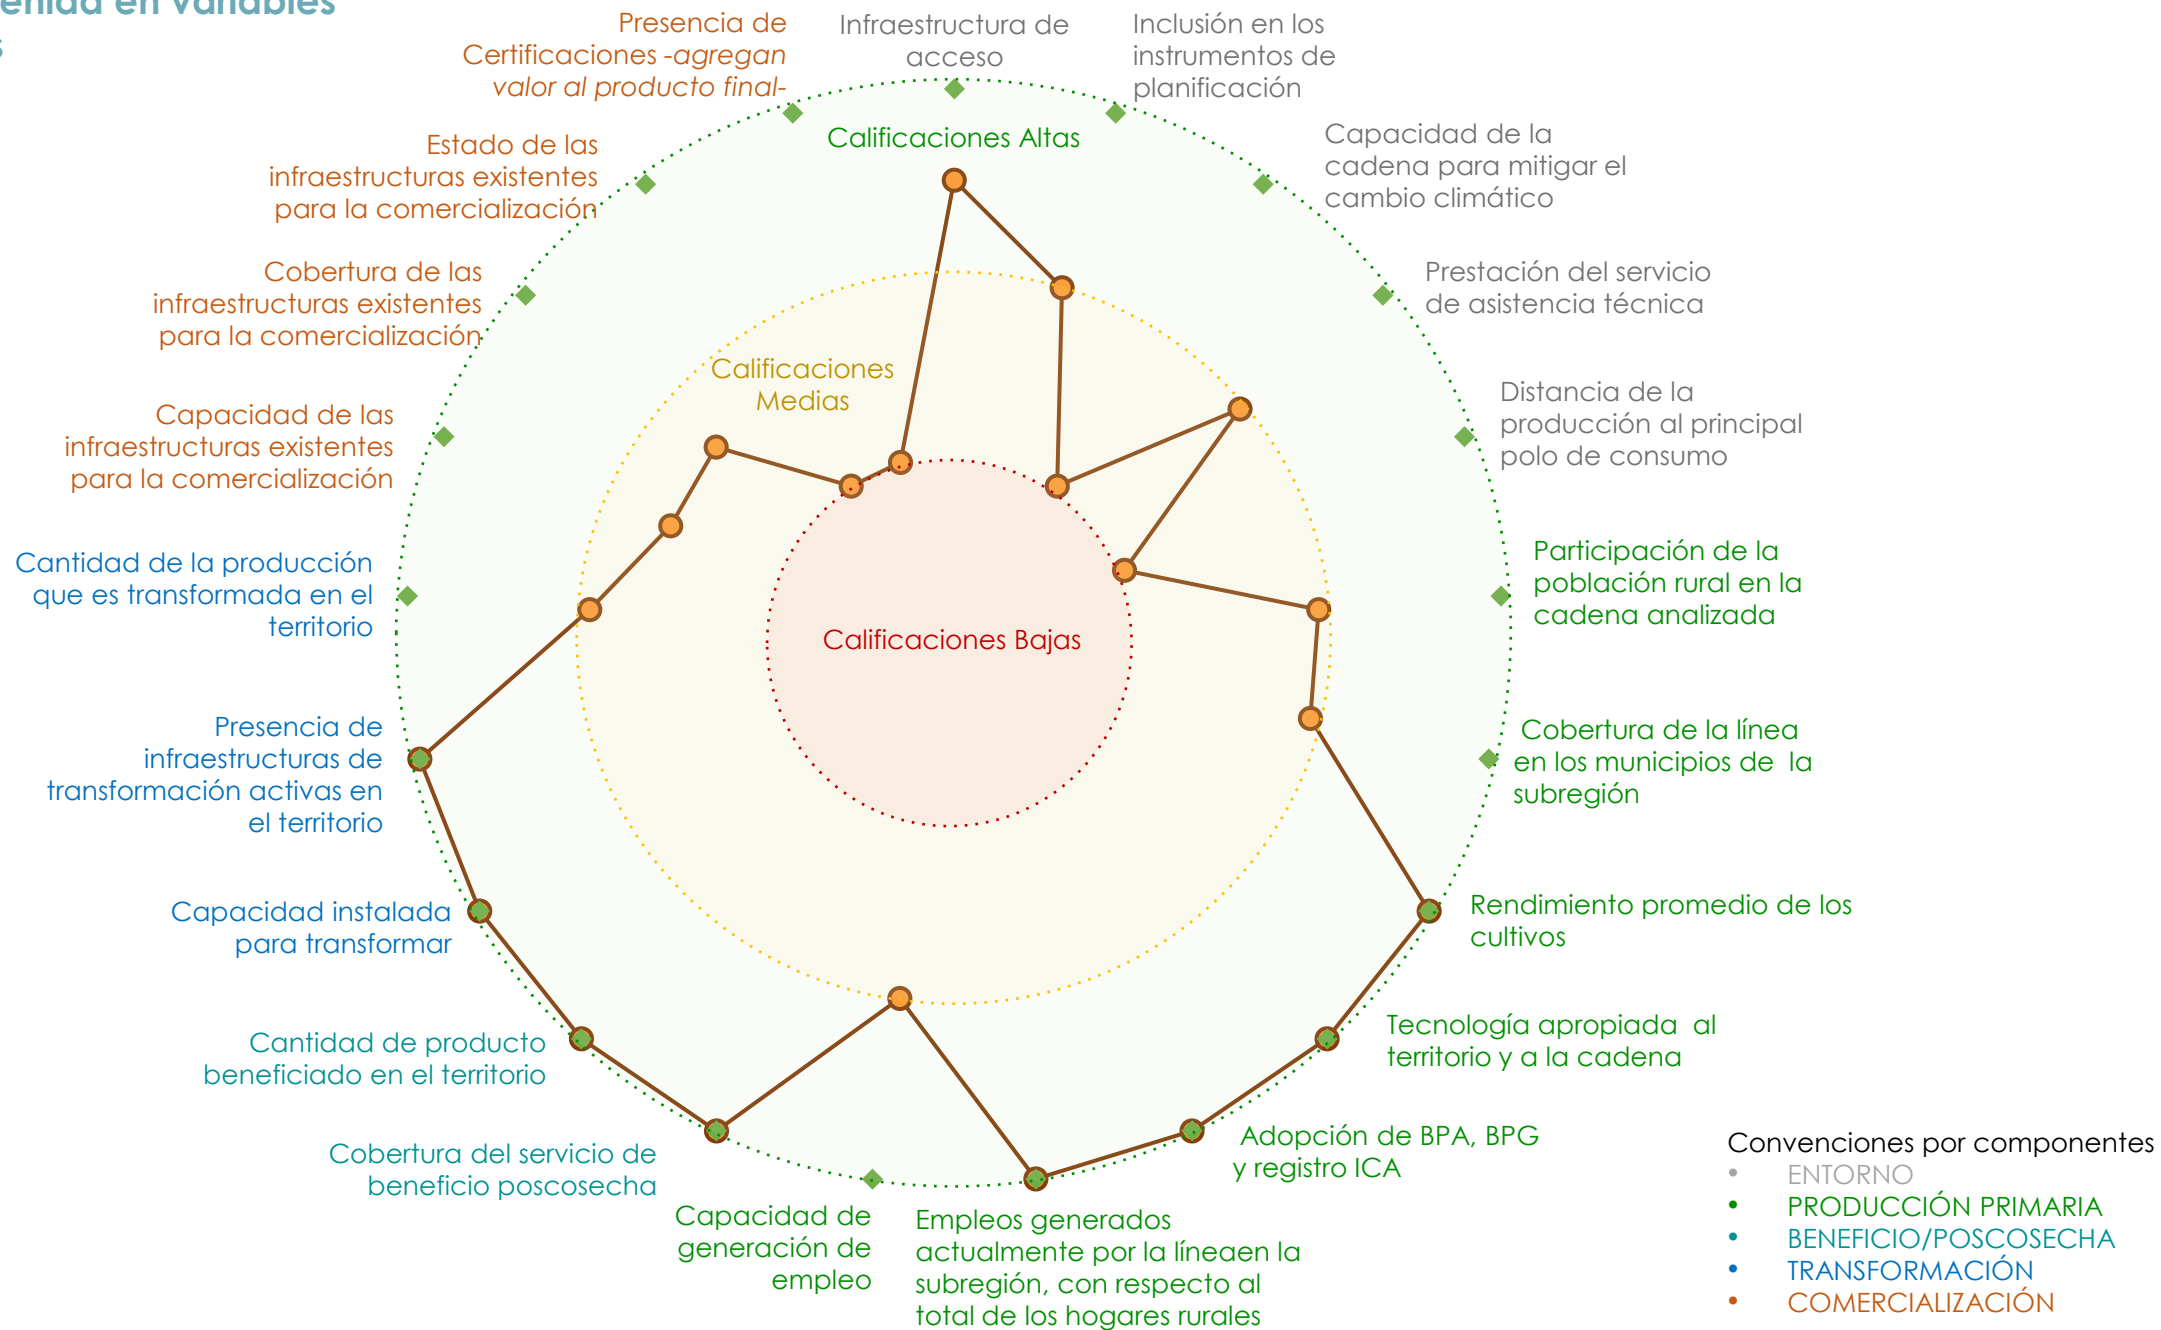 variables
Presencia de
Certificaciones -agregan
valor al producto final-
Infraestructura de
acceso
Inclusión en los
instrumentos de
planificación
Calificaciones Altas
Capacidad de la
cadena para mitigar el
cambio climático
Estado de las
infraestructuras existentes
para la comercialización
Prestación del servicio
de asistencia técnica
Cobertura de las
infraestructuras existentes
para la comercialización
Calificaciones
Medias
Distancia de la
producción al principal
polo de consumo
Capacidad de las
infraestructuras existentes
para la comercialización
Participación de la
población rural en la
cadena analizada
Cantidad de la producción
que es transformada en el
territorio
Calificaciones Bajas
Presencia de
infraestructuras de
transformación activas en
el territorio
Cobertura de la línea
en los municipios de la
subregión
Capacidad instalada
para transformar
Rendimiento promedio de los
cultivos
Cantidad de producto
beneficiado en el territorio
Tecnología apropiada al
territorio y a la cadena
Cobertura del servicio de
beneficio poscosecha
Adopción de BPA, BPG
y registro ICA
Capacidad de
generación de
empleo
Empleos generados
actualmente por la líneaen la
subregión, con respecto al
total de los hogares rurales
Convenciones por componentes
• ENTORNO
• PRODUCCIÓN PRIMARIA
• BENEFICIO/POSCOSECHA
• TRANSFORMACIÓN
• COMERCIALIZACIÓN